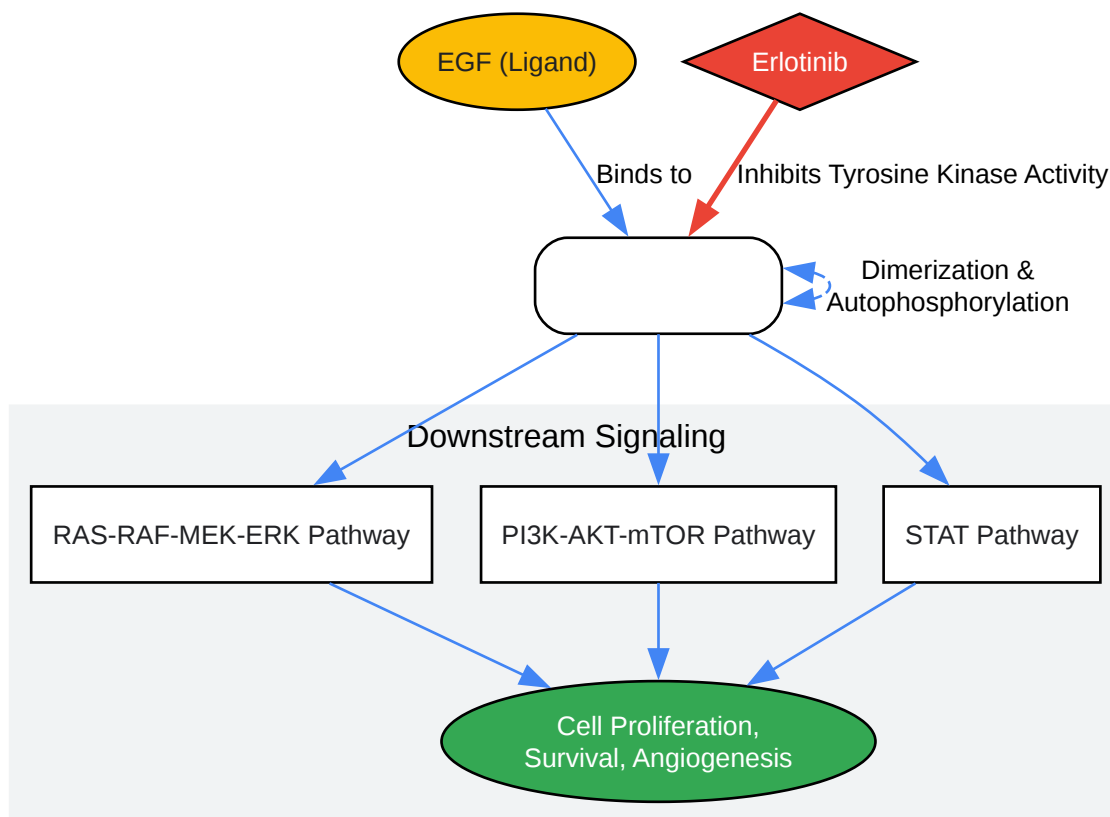 EGF (Ligand)
Erlotinib
Binds to
Inhibits Tyrosine Kinase Activity
Dimerization &
Autophosphorylation
Downstream Signaling
RAS-RAF-MEK-ERK Pathway
PI3K-AKT-mTOR Pathway
STAT Pathway
Cell Proliferation,
Survival, Angiogenesis